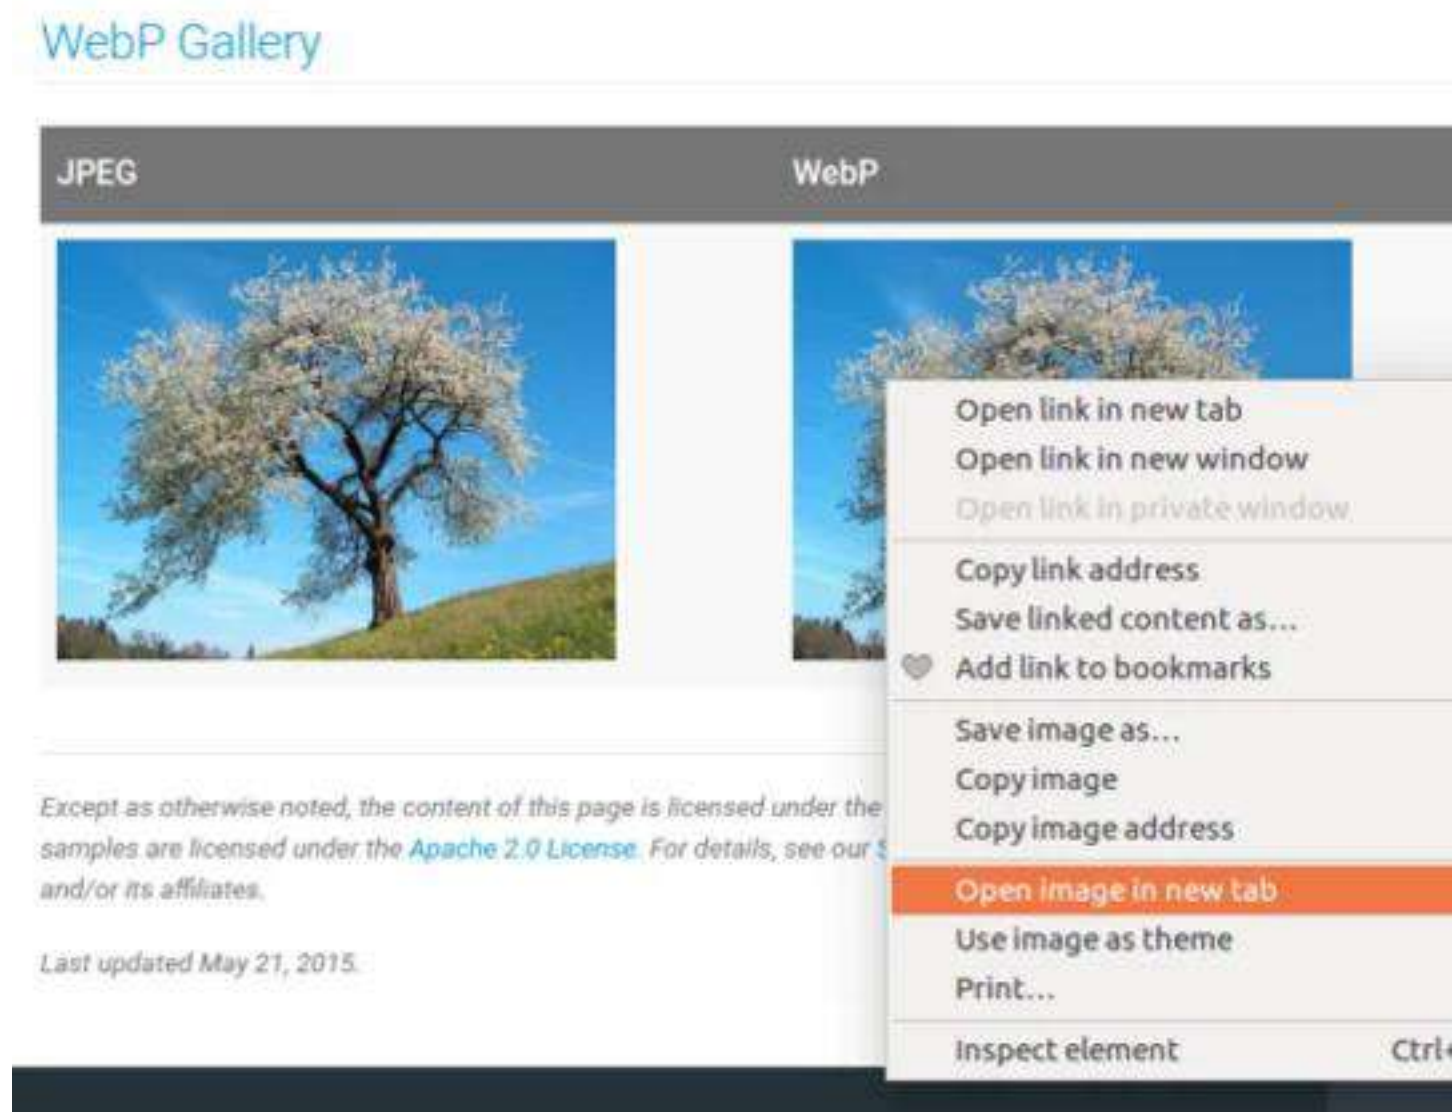 WebP Gallery
JPEG
WebP
Open link in new tab
Open link in new window
Open link in private window
Copy link address
Save linked content as...
Add link to bookmarks
Save image as...
Copy image
Copy image address
Open image in new tab
Use image as theme
Print...
Inspect element Ctrl+
Except as otherwise noted, the content of this page is licensed under the
samples are licensed under the Apache 2.0 License. For details, see our S
and/or its affiliates.
Last updated May 21, 2015.